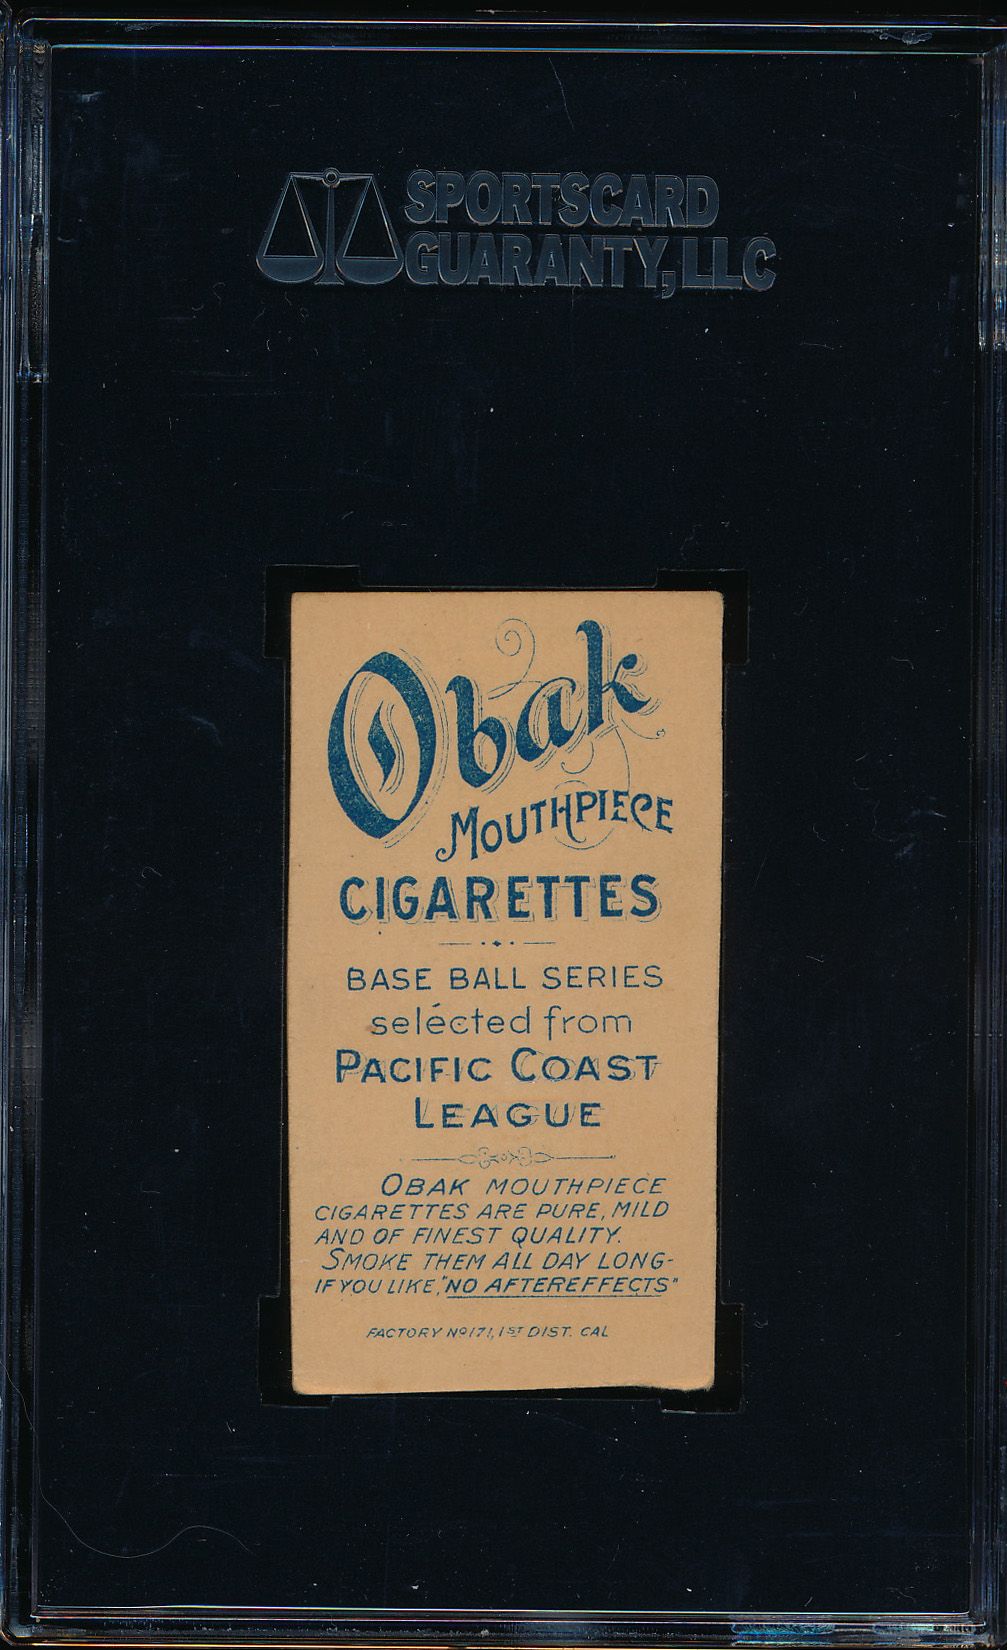 SPORTSCARD
GUARANTY, LLC
Obak
MOUTHPIECE
CIGARETTES
BASE BALL SERIES
selected from
PACIFIC COAST
LEAGUE
OBAK MOUTHPIECE
CIGARETTES ARE PURE, MILD
AND OF FINEST QUALITY.
SMOKE THEM ALL DAY LONG-
IF YOU LIKE, "NO AFTEREFFECTS"
FACTORY Nº 171, 1ST DIST. CAL